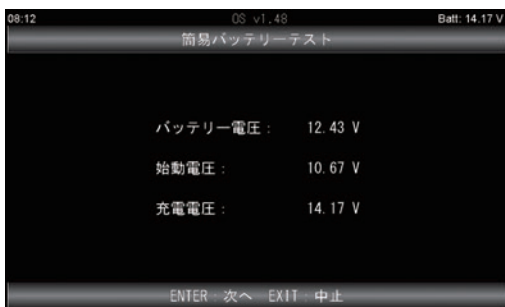 08:12 OS v1.48 Batt: 14.17 V
簡易バッテリーテスト
バッテリー電圧： 12.43 V
始動電圧： 10.67 V
充電電圧： 14.17 V
ENTER：次へ EXIT：中止